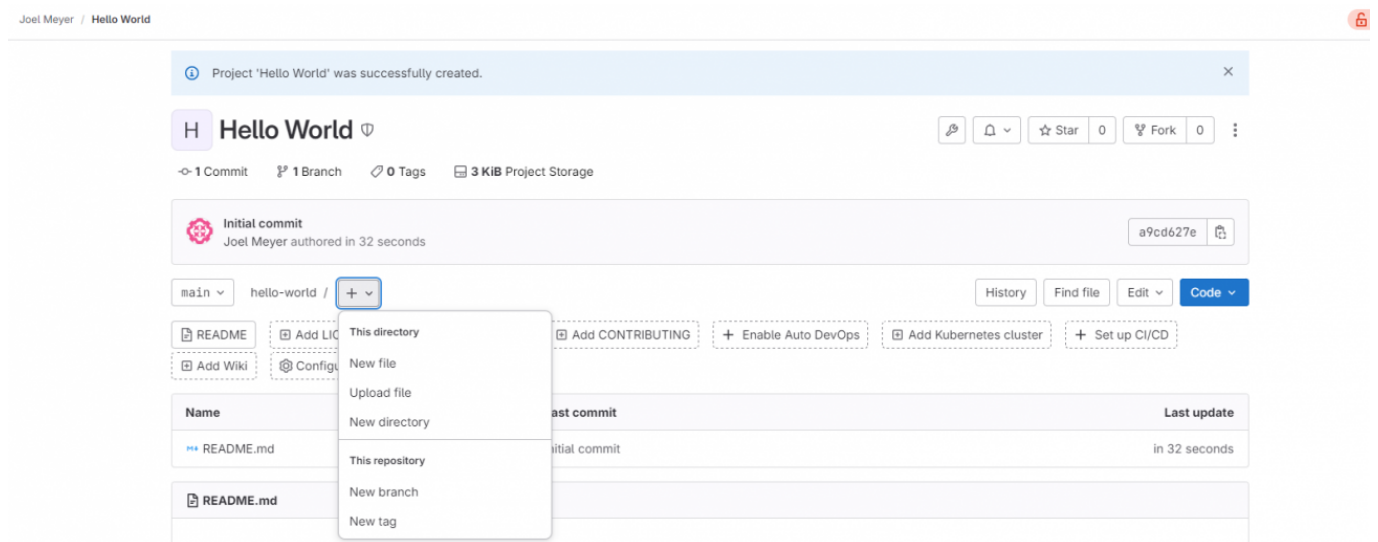 Joel Meyer / Hello World
Project 'Hello World' was successfully created.
H Hello World
Star 0 Fork 0
1 Commit 1 Branch 0 Tags 3 KiB Project Storage
Initial commit
Joel Meyer authored in 32 seconds
a9cd627e
main hello-world / +
History Find file Edit Code
README Add LIC Add CONTRIBUTING + Enable Auto DevOps Add Kubernetes cluster + Set up CI/CD
Add Wiki Configu
This directory
New file
Upload file
New directory
This repository
New branch
New tag
Name ast commit Last update
README.md itial commit in 32 seconds
README.md